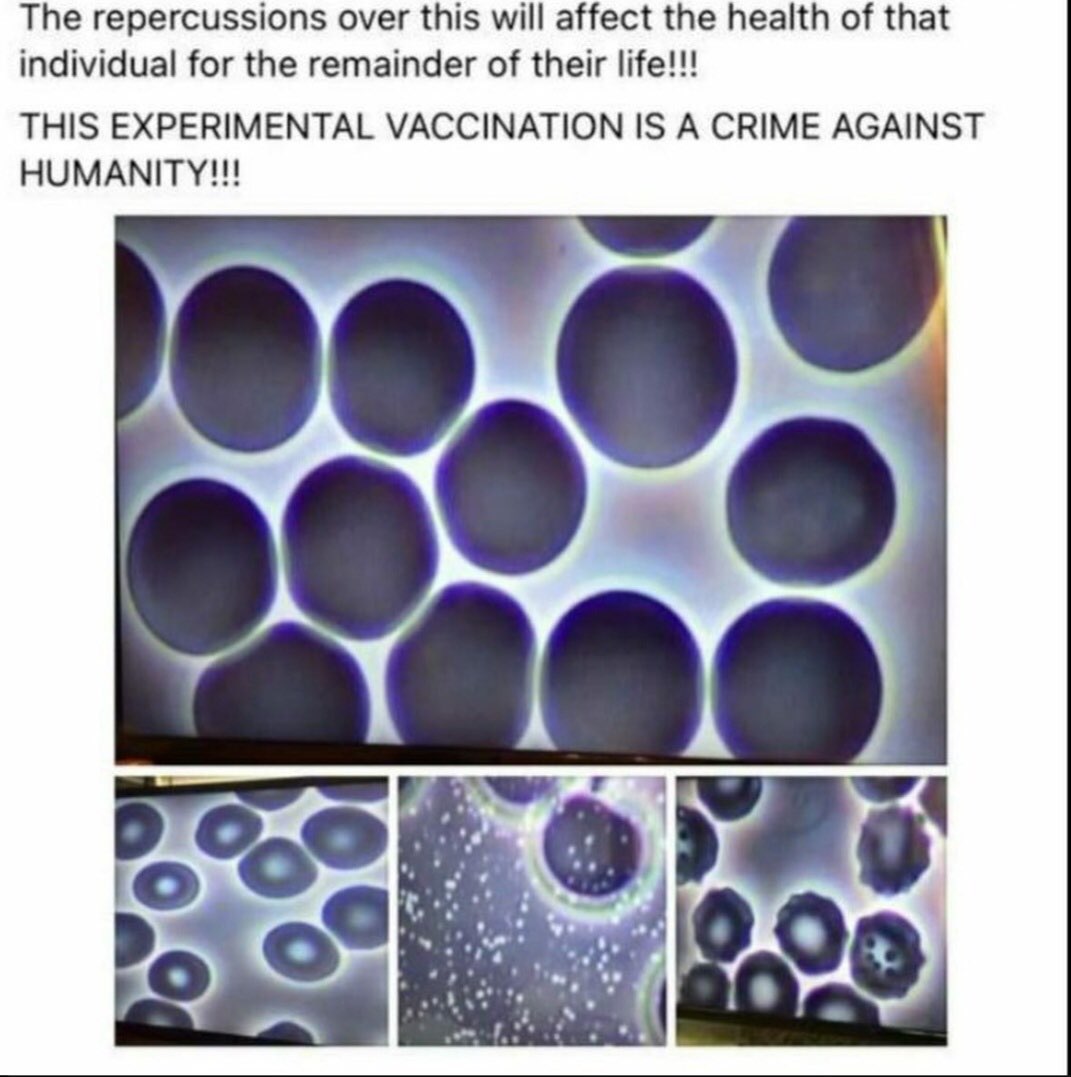 The repercussions over this will affect the health of that
individual for the remainder of their life!!!
THIS EXPERIMENTAL VACCINATION IS A CRIME AGAINST
HUMANITY!!!